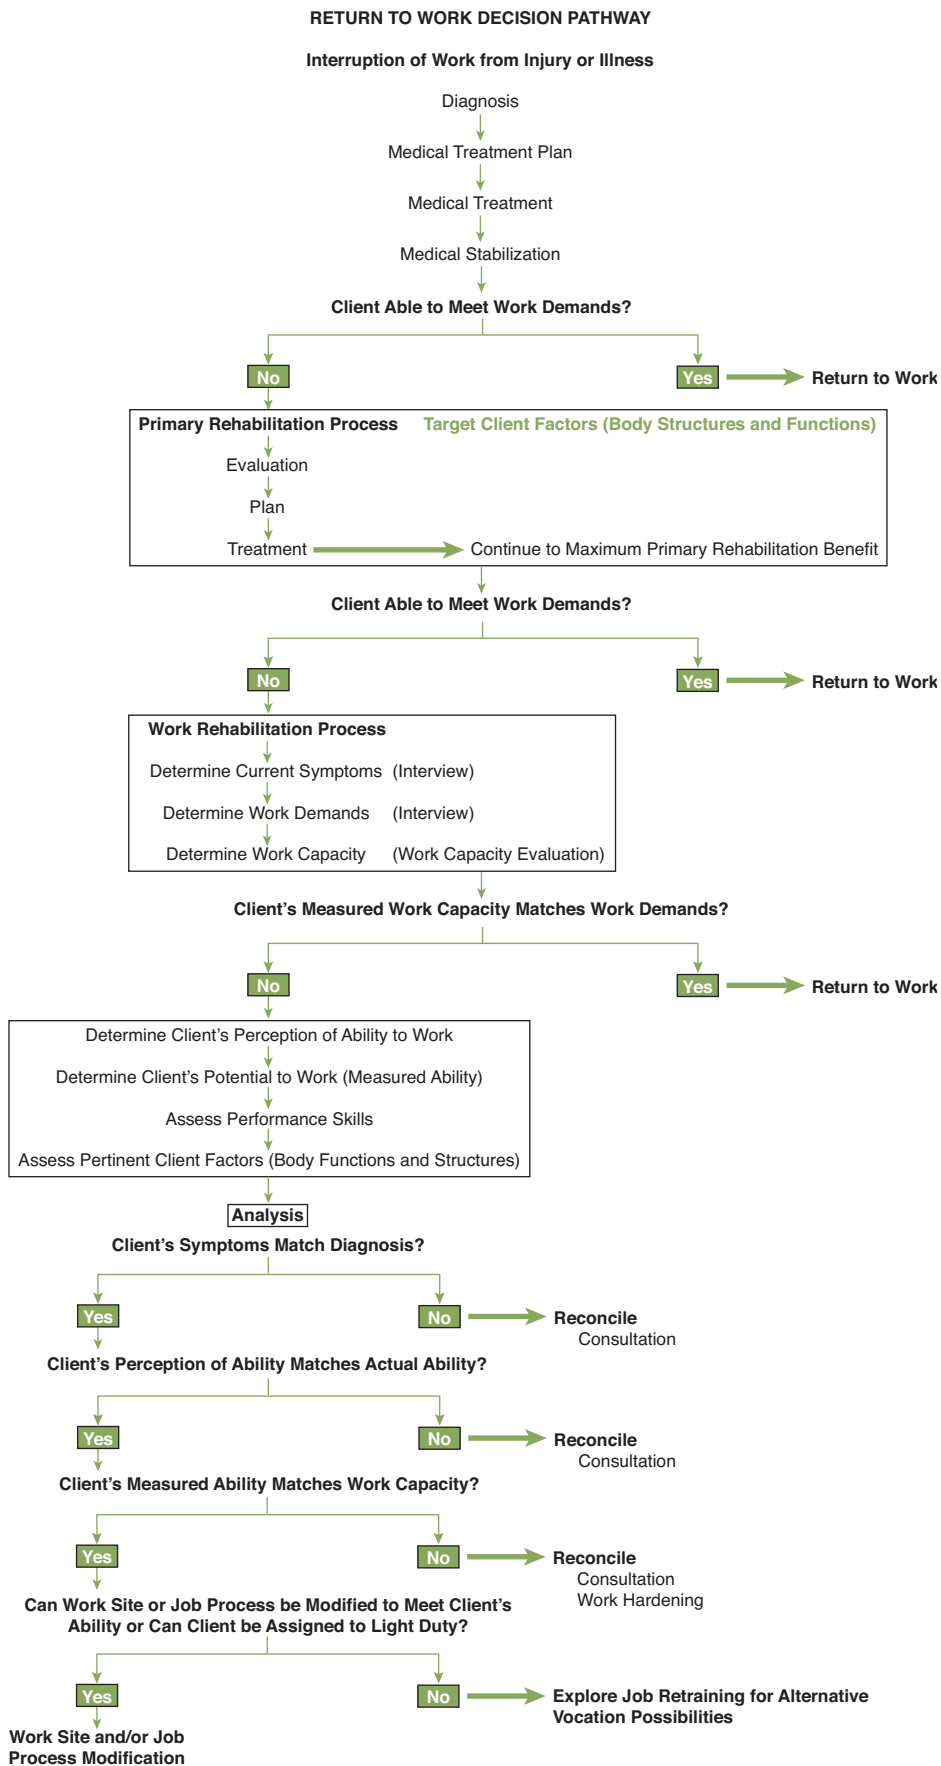 RETURN TO WORK DECISION PATHWAY
Interruption of Work from Injury or Illness
Diagnosis
Medical Treatment Plan
Medical Treatment
Medical Stabilization
Client Able to Meet Work Demands?
No
Yes
Return to Work
Primary Rehabilitation Process
Target Client Factors (Body Structures and Functions)
Evaluation
Plan
Treatment
Continue to Maximum Primary Rehabilitation Benefit
Client Able to Meet Work Demands?
No
Yes
Return to Work
Work Rehabilitation Process
Determine Current Symptoms (Interview)
Determine Work Demands (Interview)
Determine Work Capacity (Work Capacity Evaluation)
Client's Measured Work Capacity Matches Work Demands?
No
Yes
Return to Work
Determine Client's Perception of Ability to Work
Determine Client's Potential to Work (Measured Ability)
Assess Performance Skills
Assess Pertinent Client Factors (Body Functions and Structures)
Analysis
Client's Symptoms Match Diagnosis?
Yes
No
Reconcile
Consultation
Client's Perception of Ability Matches Actual Ability?
Yes
No
Reconcile
Consultation
Client's Measured Ability Matches Work Capacity?
Yes
No
Reconcile
Consultation
Work Hardening
Can Work Site or Job Process be Modified to Meet Client's
Ability or Can Client be Assigned to Light Duty?
Yes
No
Explore Job Retraining for Alternative
Vocation Possibilities
Work Site and/or Job
Process Modification